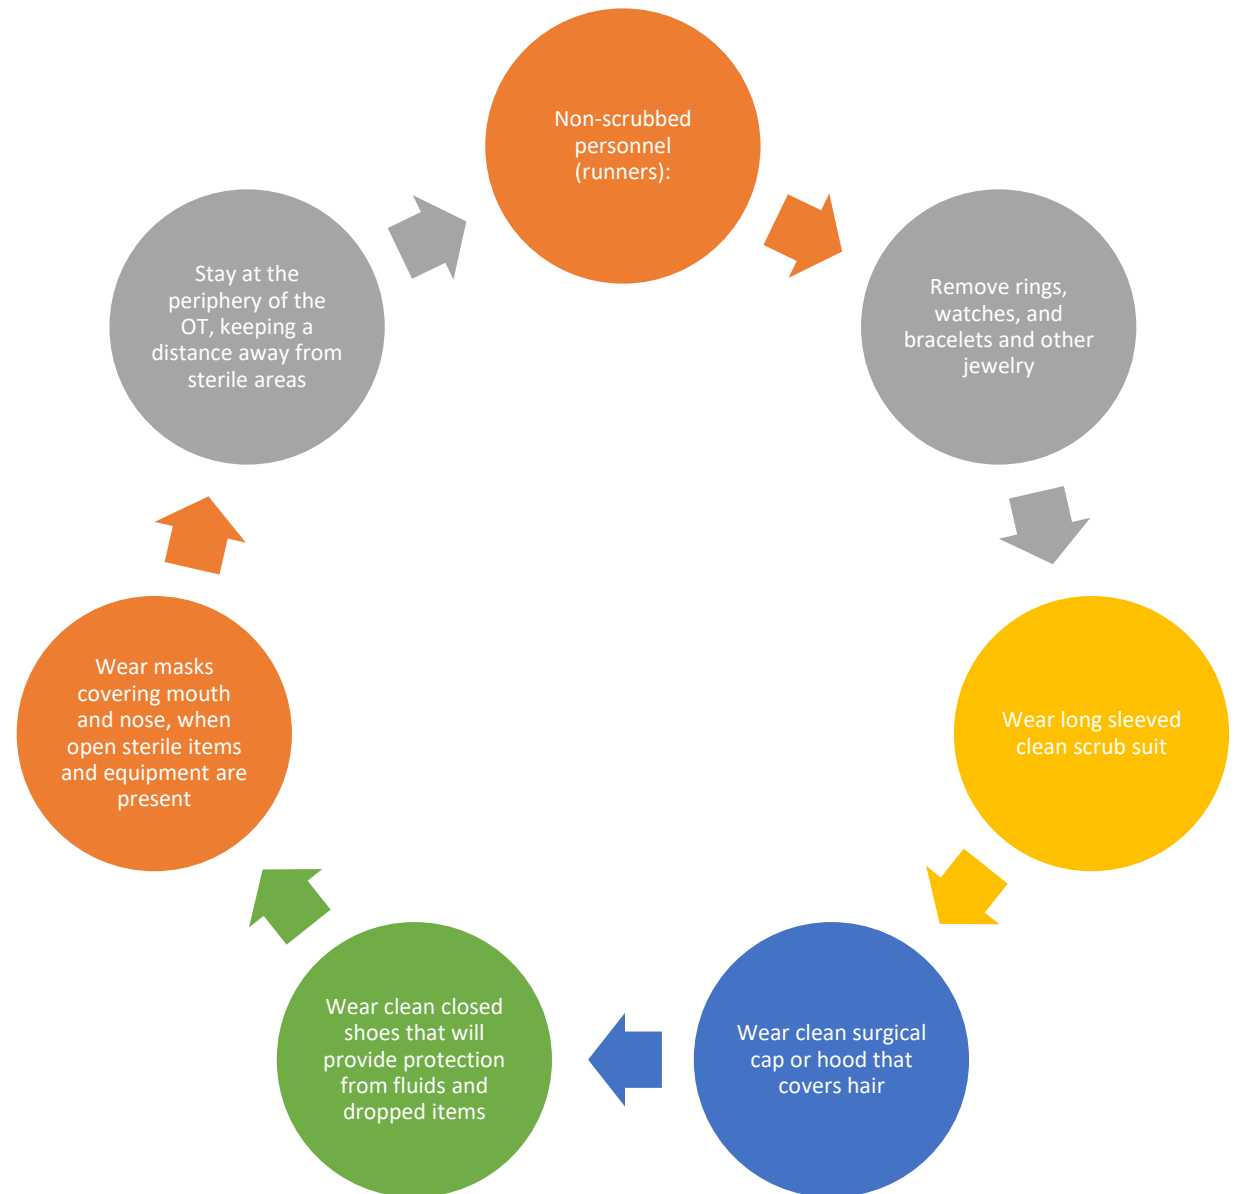 Non-scrubbed
personnel
(runners):
Remove rings,
watches, and
bracelets and other
jewelry
Wear long sleeved
clean scrub suit
Wear clean surgical
cap or hood that
covers hair
Wear clean closed
shoes that will
provide protection
from fluids and
dropped items
Wear masks
covering mouth
and nose, when
open sterile items
and equipment are
present
Stay at the
periphery of the
OT, keeping a
distance away from
sterile areas